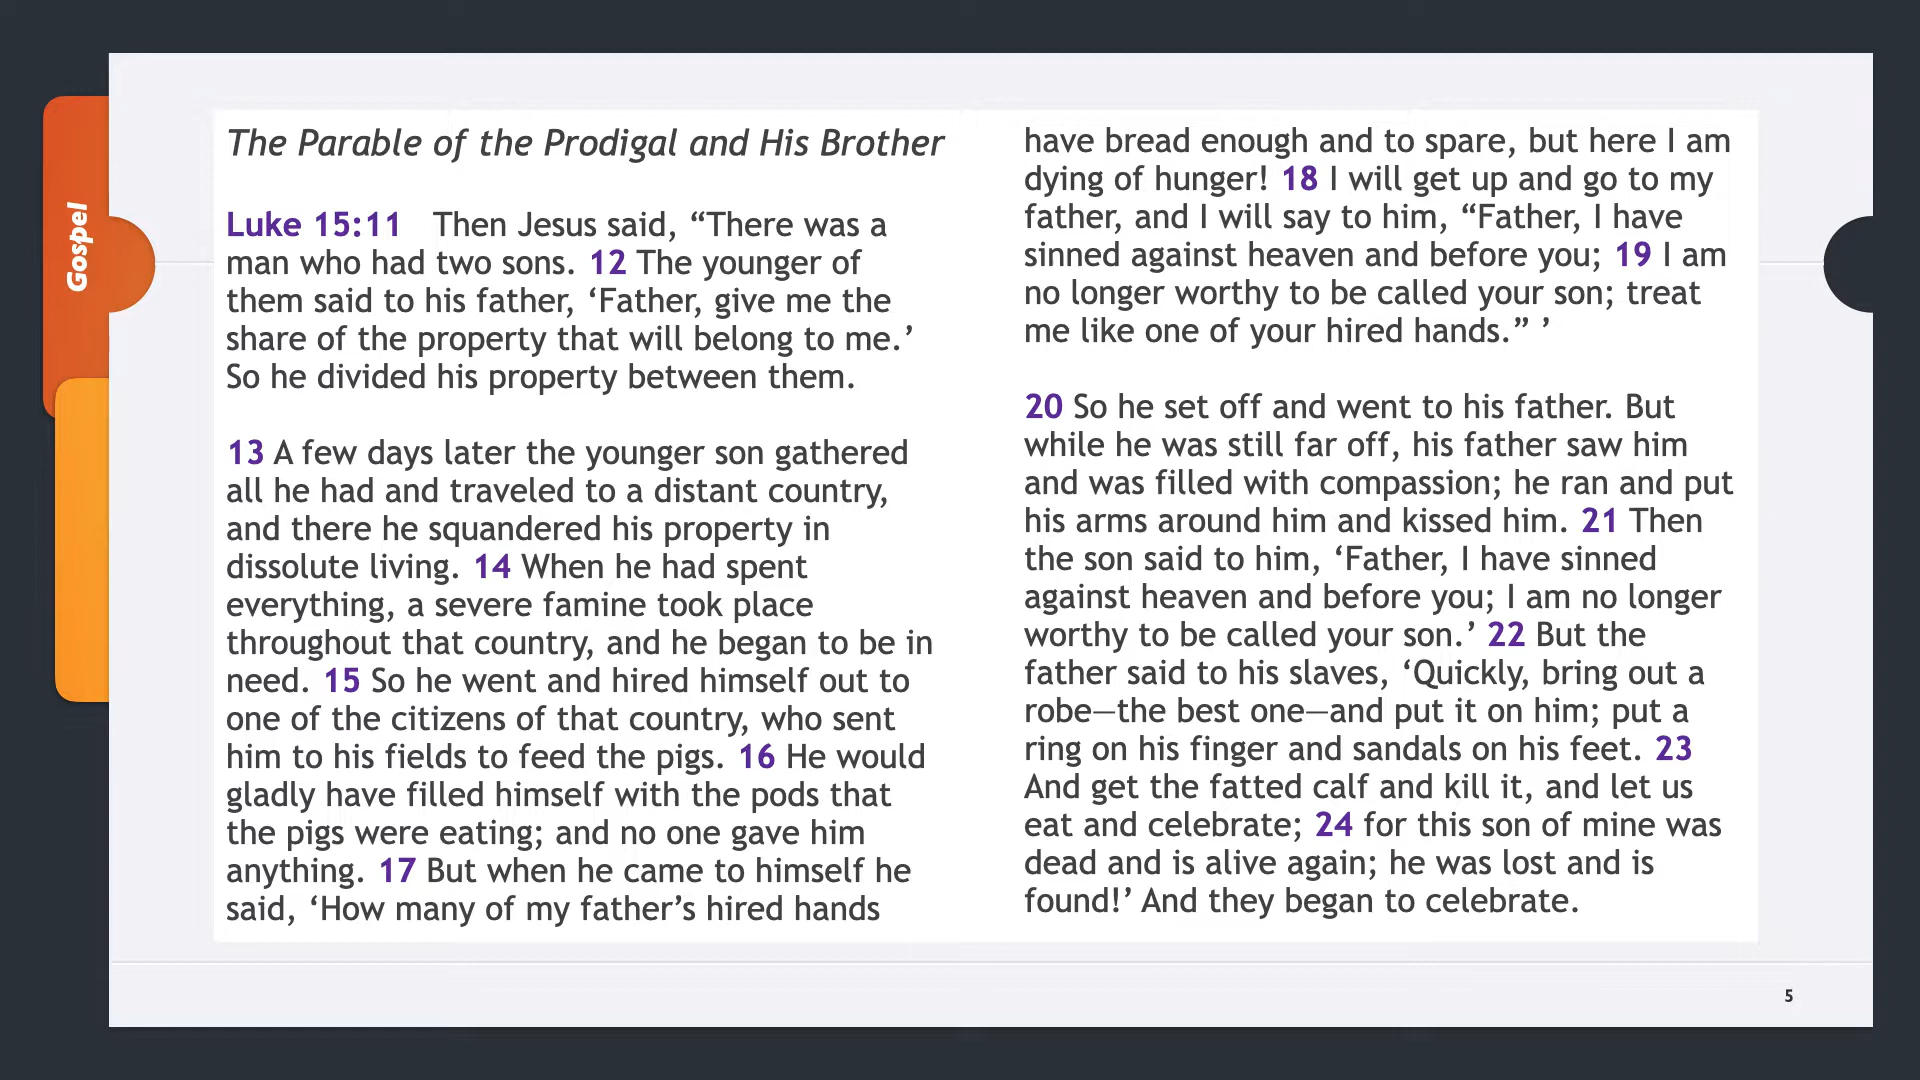 Gospel
The Parable of the Prodigal and His Brother
Luke 15:11 Then Jesus said, “There was a
man who had two sons. 12 The younger of
them said to his father, ‘Father, give me the
share of the property that will belong to me.’
So he divided his property between them.
13 A few days later the younger son gathered
all he had and traveled to a distant country,
and there he squandered his property in
dissolute living. 14 When he had spent
everything, a severe famine took place
throughout that country, and he began to be in
need. 15 So he went and hired himself out to
one of the citizens of that country, who sent
him to his fields to feed the pigs. 16 He would
gladly have filled himself with the pods that
the pigs were eating; and no one gave him
anything. 17 But when he came to himself he
said, ‘How many of my father’s hired hands
have bread enough and to spare, but here I am
dying of hunger! 18 I will get up and go to my
father, and I will say to him, “Father, I have
sinned against heaven and before you; 19 I am
no longer worthy to be called your son; treat
me like one of your hired hands.” ’
20 So he set off and went to his father. But
while he was still far off, his father saw him
and was filled with compassion; he ran and put
his arms around him and kissed him. 21 Then
the son said to him, ‘Father, I have sinned
against heaven and before you; I am no longer
worthy to be called your son.’ 22 But the
father said to his slaves, ‘Quickly, bring out a
robe—the best one—and put it on him; put a
ring on his finger and sandals on his feet. 23
And get the fatted calf and kill it, and let us
eat and celebrate; 24 for this son of mine was
dead and is alive again; he was lost and is
found!’ And they began to celebrate.
5